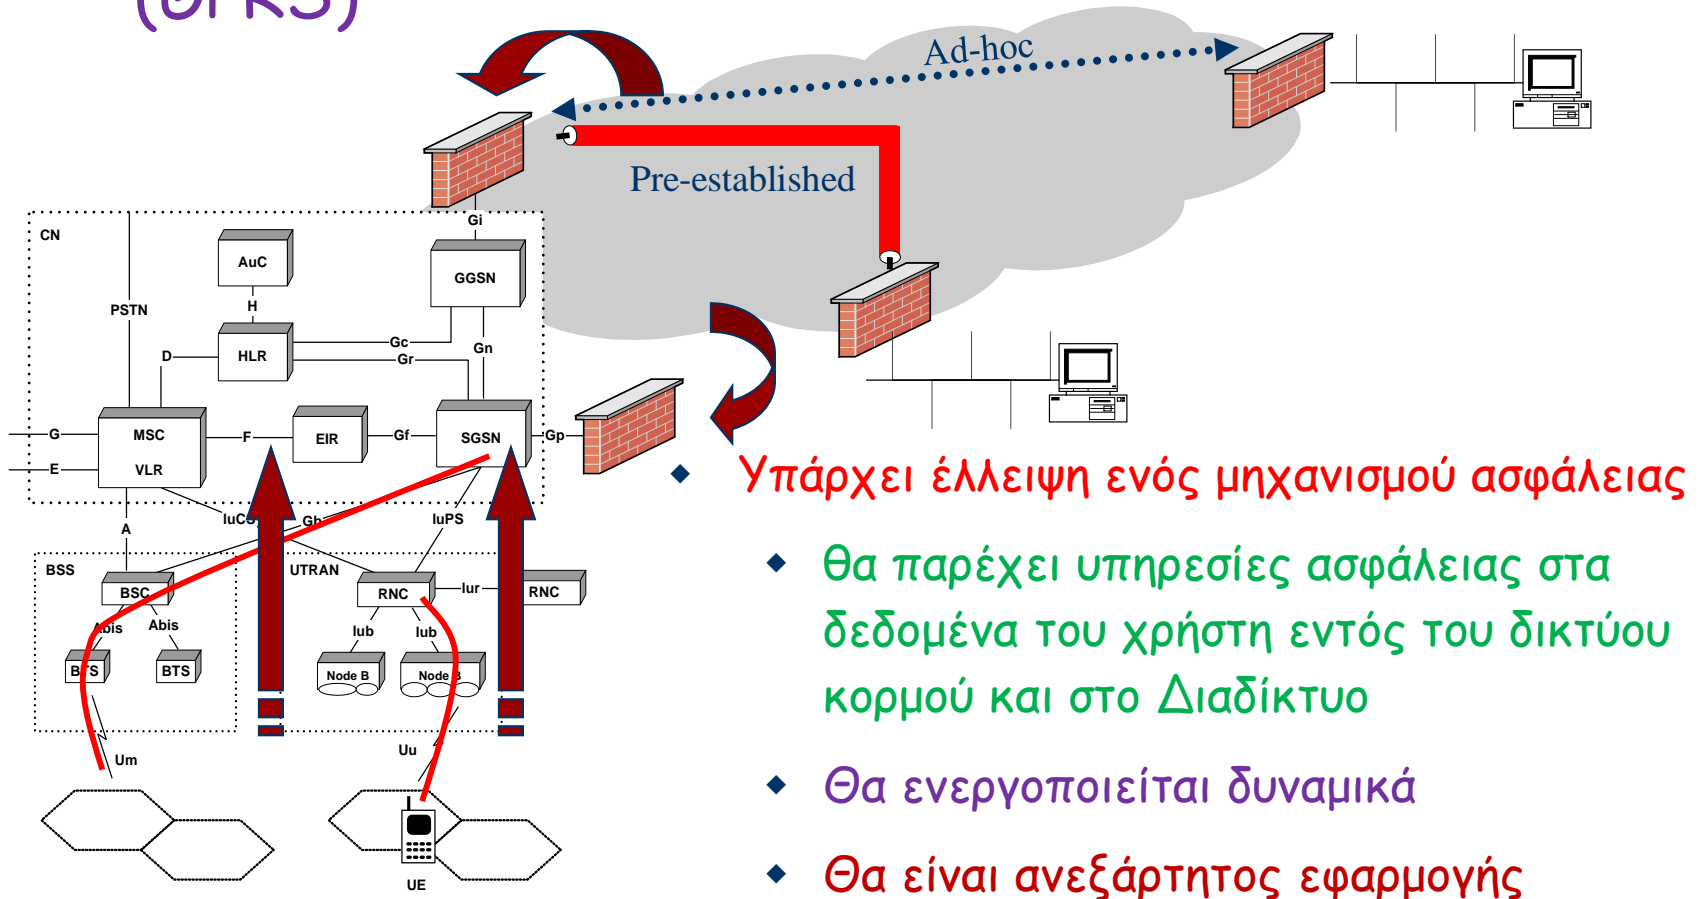 (GPRS)
Ad-hoc
Pre-established
Gi
CN
AuC
GGSN
PSTN
H
D
HLR
Gc
Gr
Gn
G
MSC
F
EIR
Gf
SGSN
Gp
E
VLR
A
IuCS
Gb
IuPS
BSS
UTRAN
BSC
RNC
Iur
RNC
Abis
Abis
Iub
Iub
BTS
BTS
Node B
Node B
Um
Uu
UE
Υπάρχει έλλειψη ενός μηχανισμού ασφάλειας
θα παρέχει υπηρεσίες ασφάλειας στα
δεδομένα του χρήστη εντός του δικτύου
κορμού και στο Διαδίκτυο
Θα ενεργοποιείται δυναμικά
Θα είναι ανεξάρτητος εφαρμογής